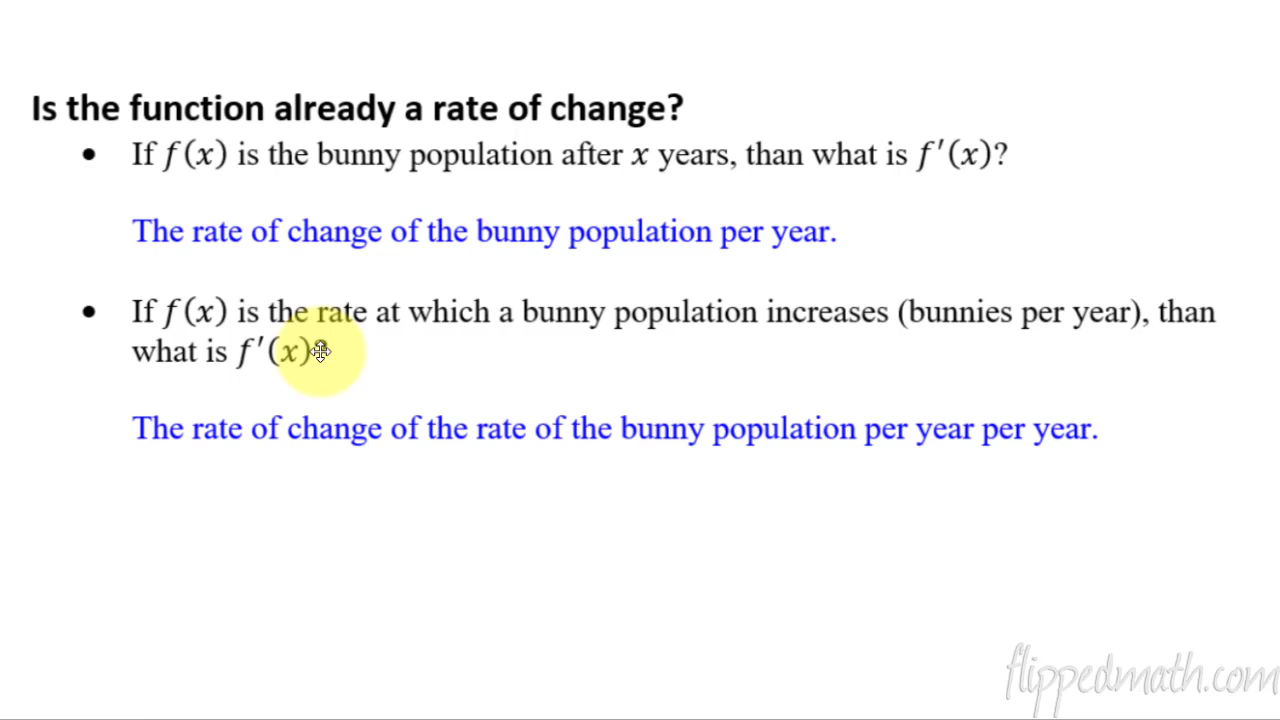 Is the function already a rate of change?
• If f(x) is the bunny population after x years, than what is f′(x)?
The rate of change of the bunny population per year.
• If f(x) is the rate at which a bunny population increases (bunnies per year), than
what is f′(x)?
The rate of change of the rate of the bunny population per year per year.
flippedmath.com